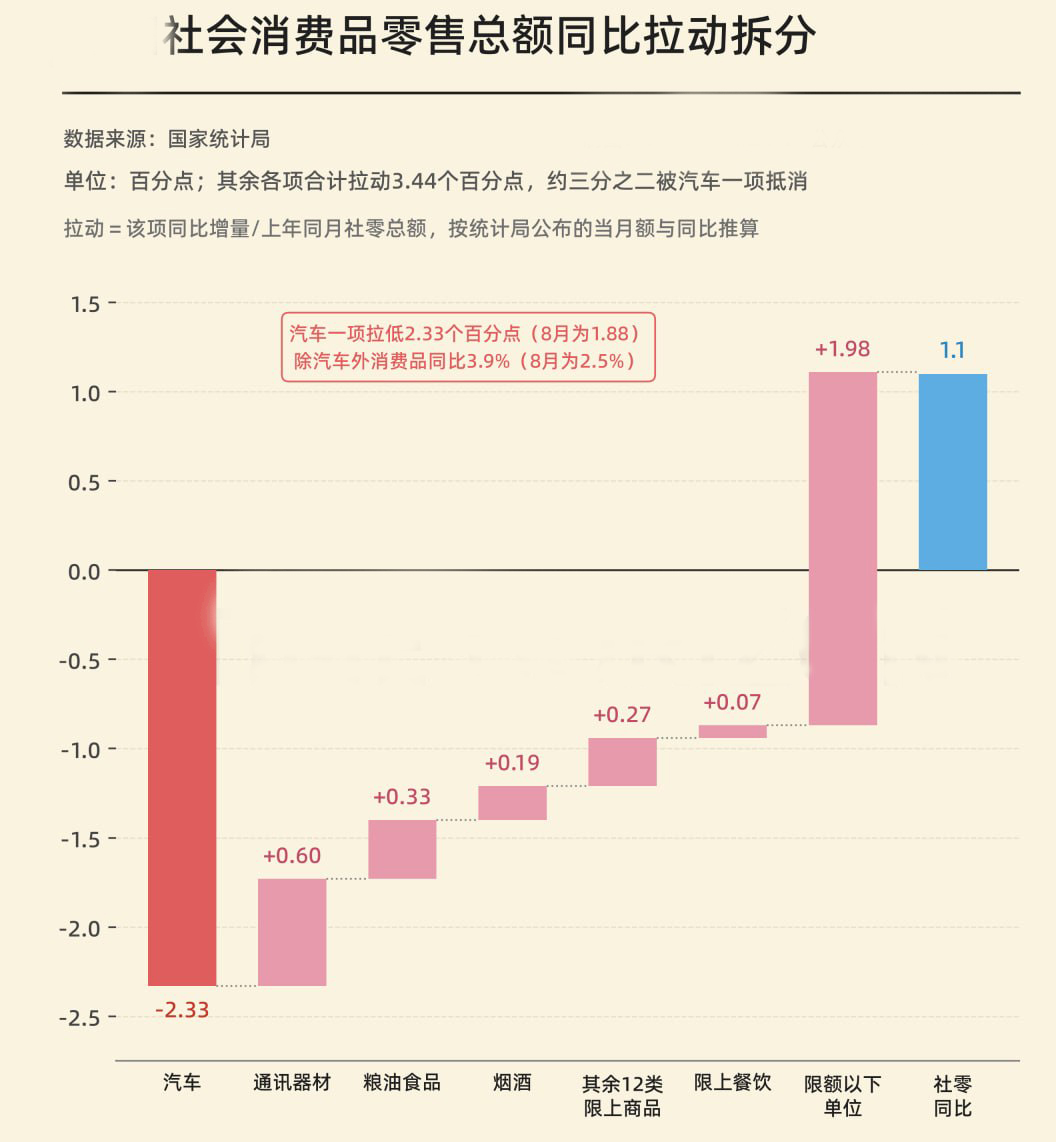 社会消费品零售总额同比拉动拆分
数据来源：国家统计局
单位：百分点；其余各项合计拉动3.44个百分点，约三分之二被汽车一项抵消
拉动=该项同比增量/上年同月社零总额，按统计局公布的当月额与同比推算
1.5
汽车一项拉低2.33个百分点（8月为1.88）
除汽车外消费品同比3.9%（8月为2.5%）
+1.98
1.1
1.0
0.5
0.0
-0.5
+0.07
+0.27
-1.0
+0.19
+0.33
-1.5
+0.60
-2.0
-2.33
-2.5
汽车
通讯器材
粮油食品
烟酒
其余12类
限上商品
限上餐饮
限额以下
单位
社零
同比